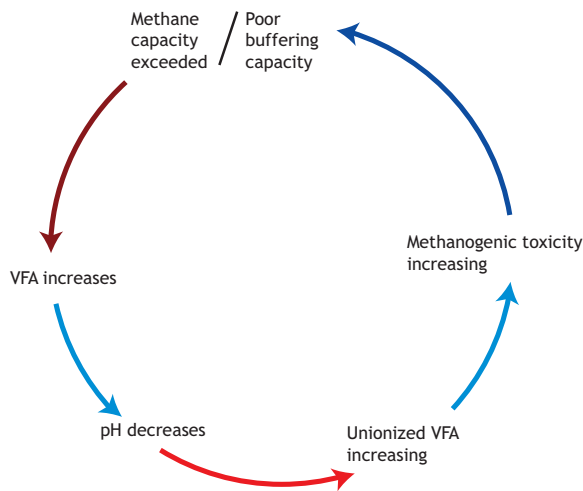 Methane / Poor
capacity buffering
exceeded capacity
VFA increases
pH decreases
Unionized VFA
increasing
Methanogenic toxicity
increasing